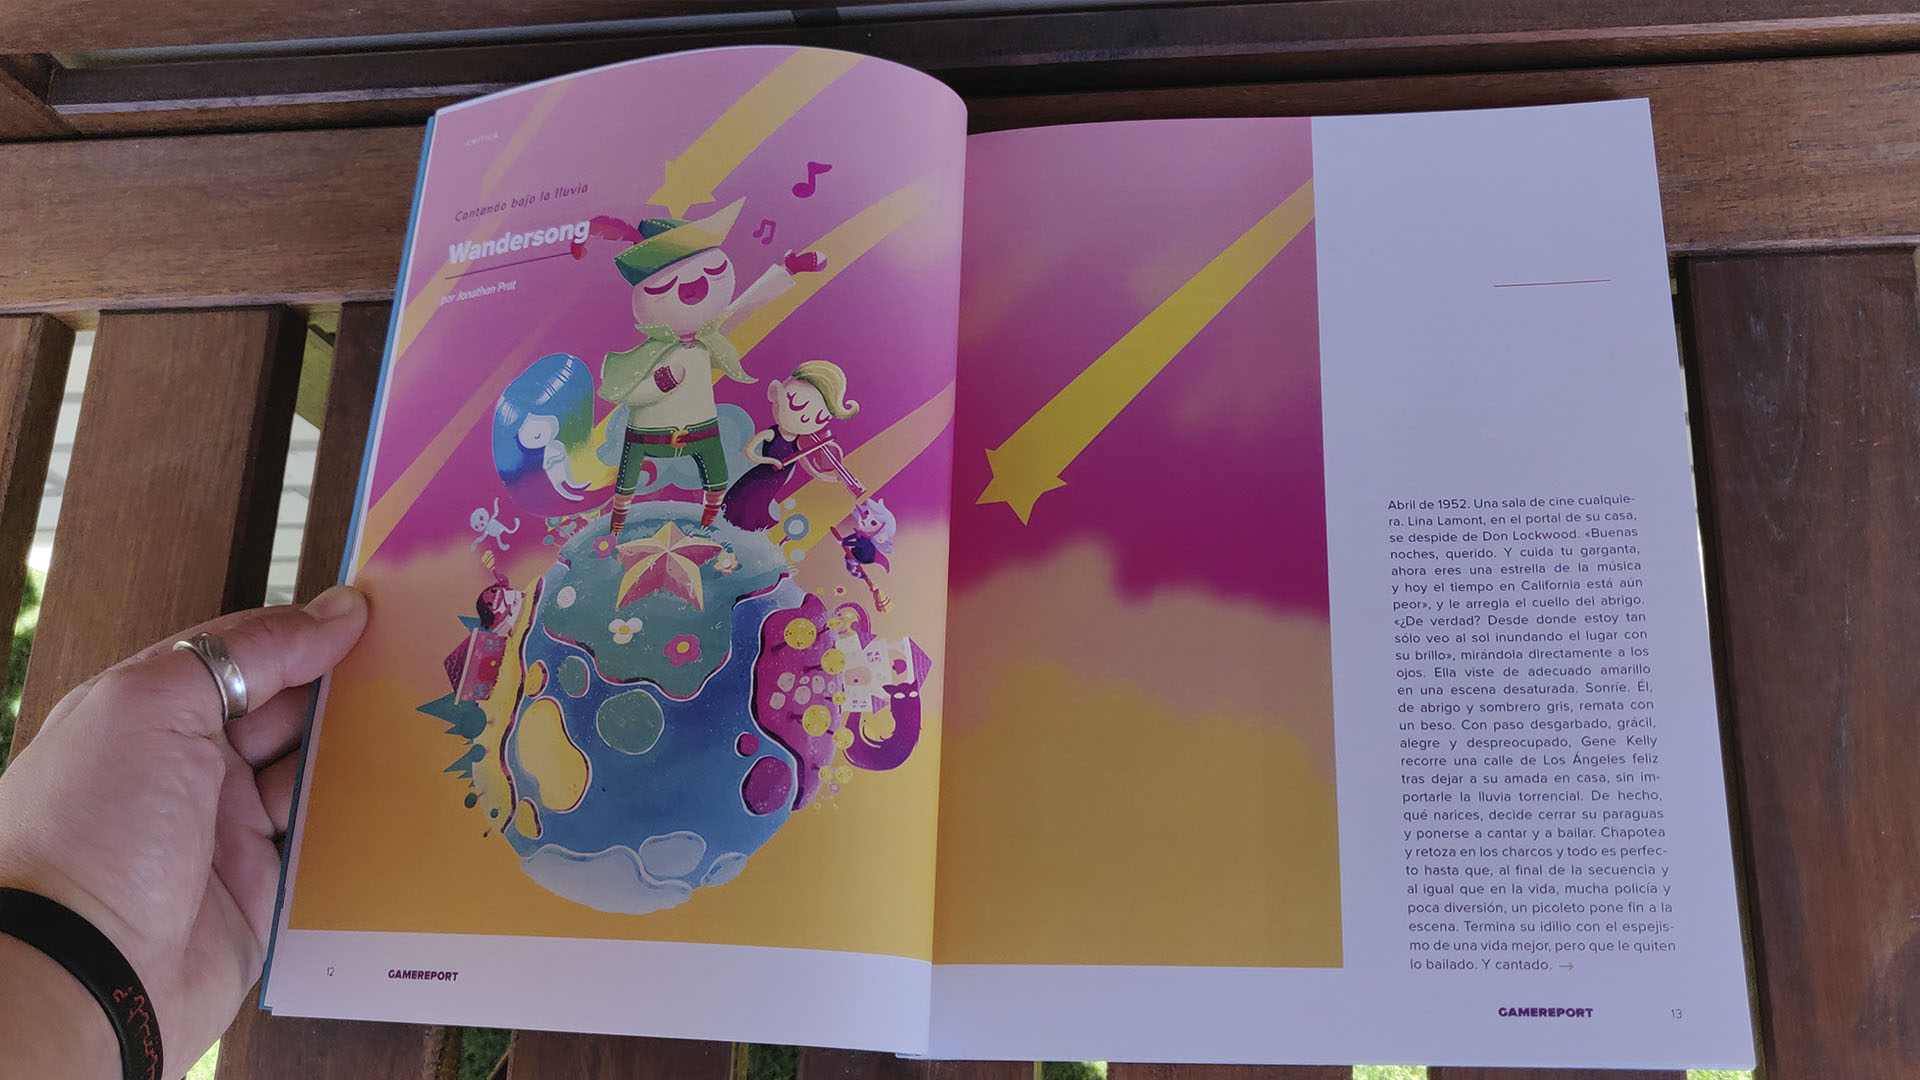 CRÍTICA
Cantando bajo la lluvia
Wandersong
por Jonathan Prat
12
GAMEREPORT
Abril de 1952. Una sala de cine cualquie-
ra. Lina Lamont, en el portal de su casa,
se despide de Don Lockwood. «Buenas
noches, querido. Y cuida tu garganta,
ahora eres una estrella de la música
y hoy el tiempo en California está aún
peor», y le arregla el cuello del abrigo.
«¿De verdad? Desde donde estoy tan
sólo veo al sol inundando el lugar con
su brillo», mirándola directamente a los
ojos. Ella viste de adecuado amarillo
en una escena desaturada. Sonríe. Él,
de abrigo y sombrero gris, remata con
un beso. Con paso desgarbado, grácil,
alegre y despreocupado, Gene Kelly
recorre una calle de Los Ángeles feliz
tras dejar a su amada en casa, sin im-
portarle la lluvia torrencial. De hecho,
qué narices, decide cerrar su paraguas
y ponerse a cantar y a bailar. Chapotea
y retoza en los charcos y todo es perfec-
to hasta que, al final de la secuencia y
al igual que en la vida, mucha policía y
poca diversión, un picoleto pone fin a la
escena. Termina su idilio con el espejis-
mo de una vida mejor, pero que le quiten
lo bailado. Y cantado. →
GAMEREPORT
13